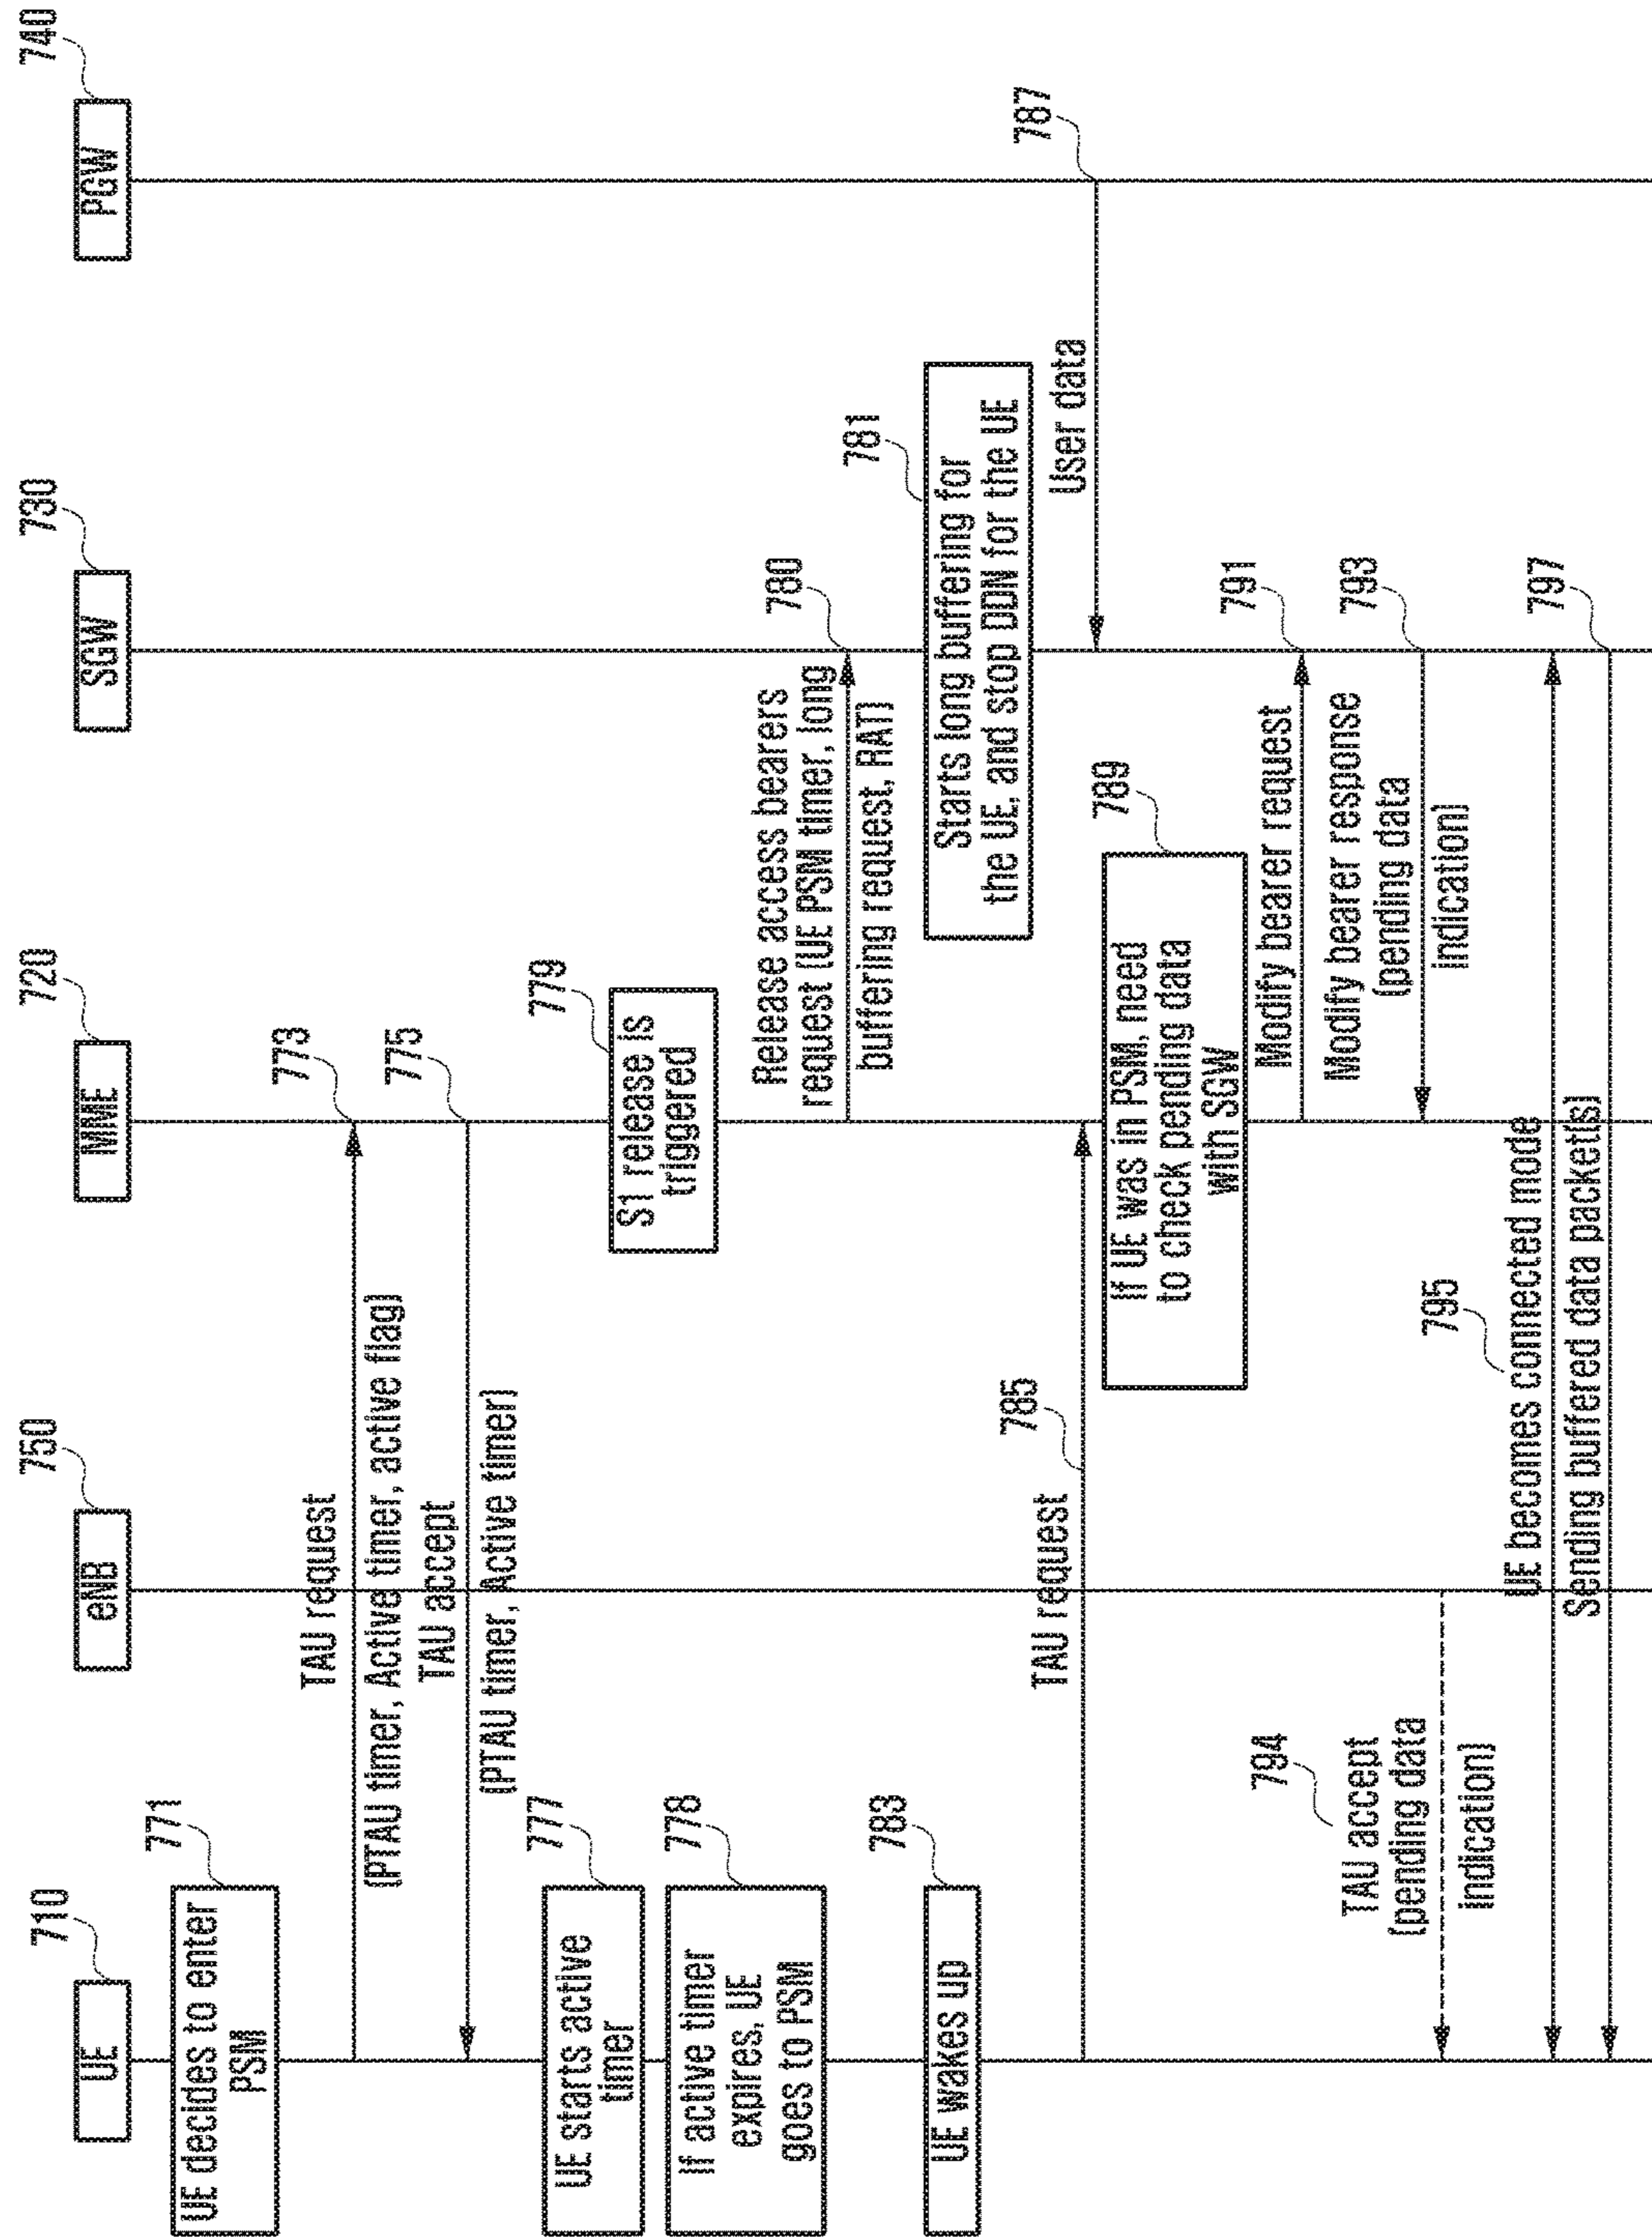 UE
710
eNB
750
MME
720
SGW
730
PGW
740
UE decides to enter
PSM
771
TAU request
773
(PTAU timer, Active timer, active flag)
TAU accept
775
(PTAU timer, Active timer)
UE starts active
timer
777
S1 release is
triggered
779
If active timer
expires, UE
goes to PSM
778
Release access bearers
request (UE PSM timer, long
buffering request, RAT)
780
UE wakes up
783
Starts long buffering for
the UE, and stop DDN for the UE
781
TAU request
785
User data
787
If UE was in PSM, need
to check pending data
with SGW
789
Modify bearer request
791
Modify bearer response
(pending data
indication)
793
TAU accept
(pending data
indication)
794
UE becomes connected mode
795
Sending buffered data packet(s)
797